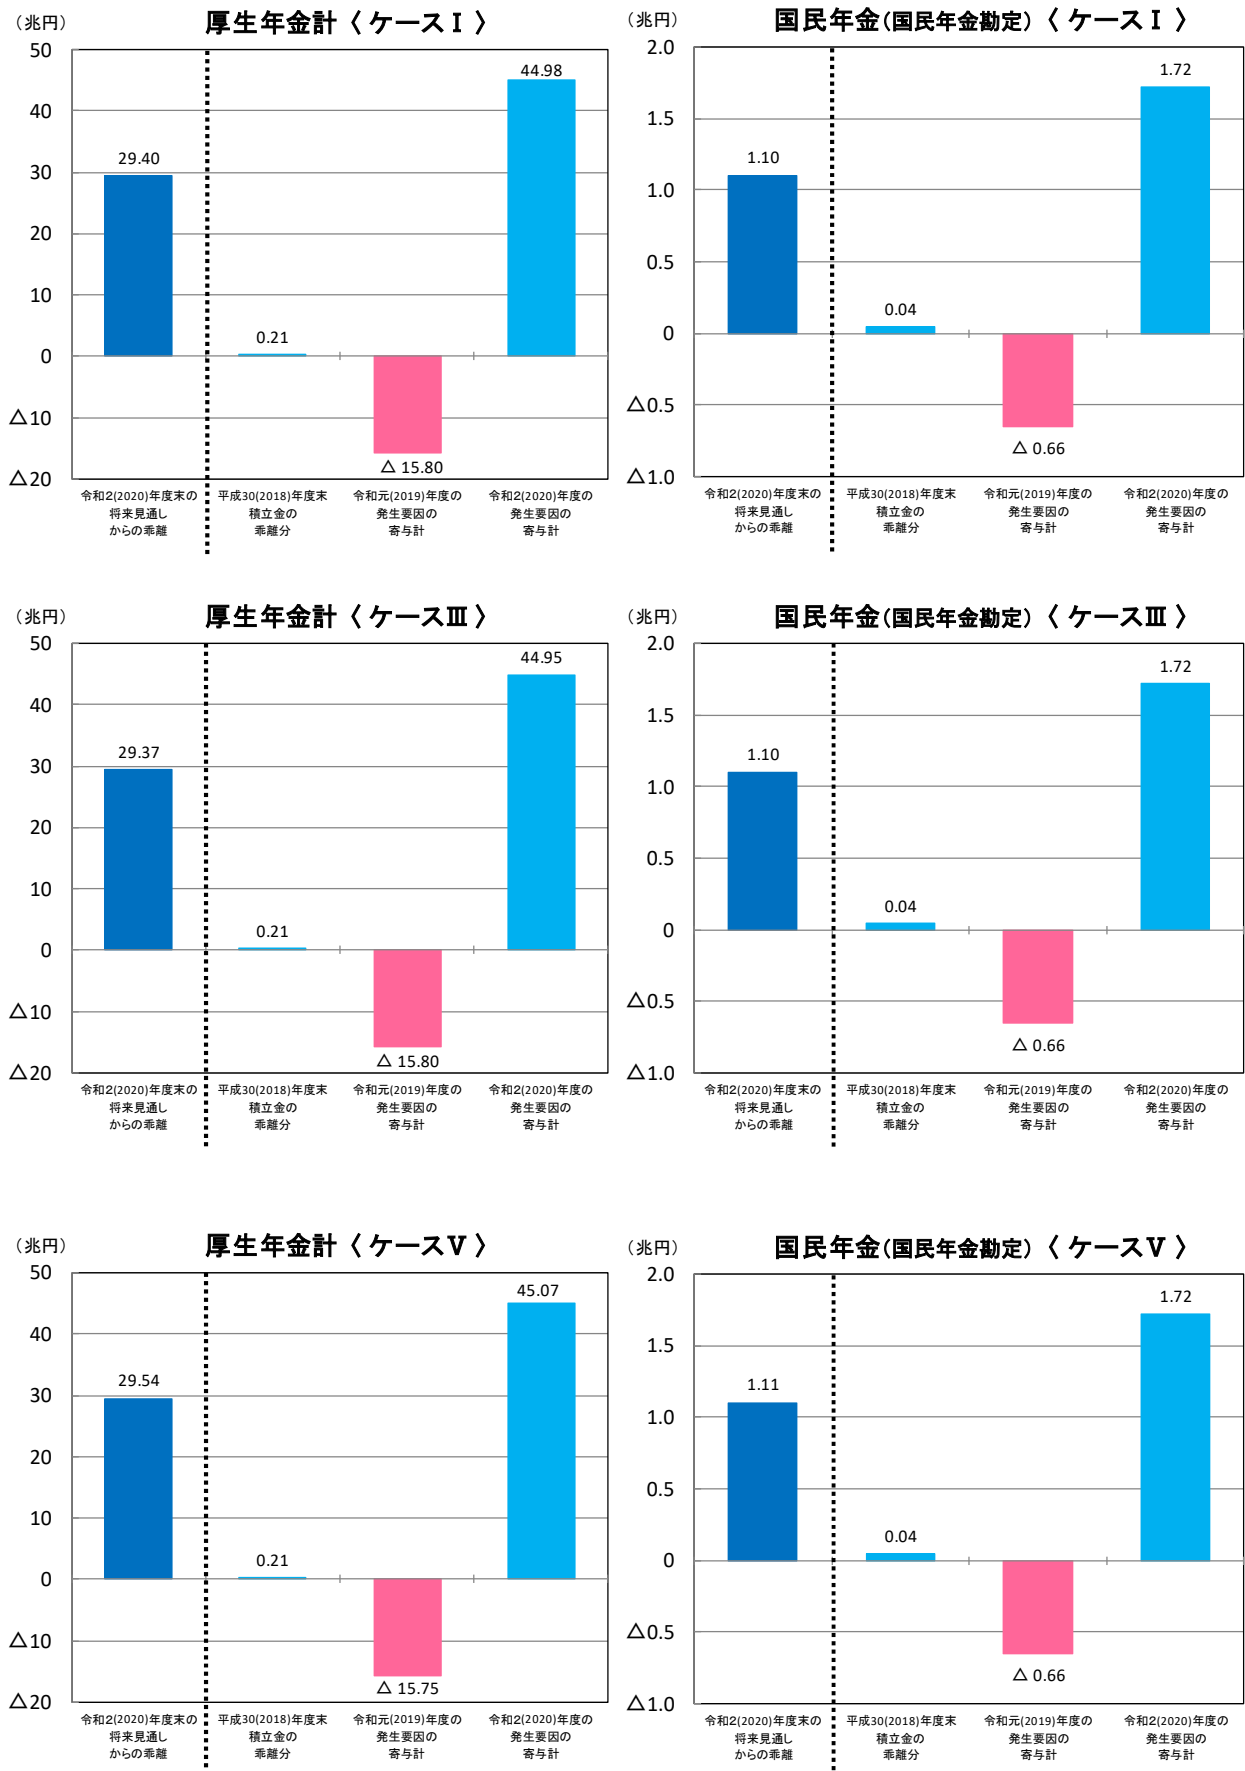 （兆円）
厚生年金計〈 ケースⅠ 〉
50
40
30
20
10
0
△10
△20
29.40
0.21
△ 15.80
44.98
令和2(2020)年度末の
将来見通し
からの乖離
平成30(2018)年度末
積立金の
乖離分
令和元(2019)年度の
発生要因の
寄与計
令和2(2020)年度の
発生要因の
寄与計
（兆円）
国民年金(国民年金勘定)〈 ケースⅠ 〉
2.0
1.5
1.0
0.5
0
△0.5
△1.0
1.10
0.04
△ 0.66
1.72
令和2(2020)年度末の
将来見通し
からの乖離
平成30(2018)年度末
積立金の
乖離分
令和元(2019)年度の
発生要因の
寄与計
令和2(2020)年度の
発生要因の
寄与計
（兆円）
厚生年金計〈 ケースⅢ 〉
50
40
30
20
10
0
△10
△20
29.37
0.21
△ 15.80
44.95
令和2(2020)年度末の
将来見通し
からの乖離
平成30(2018)年度末
積立金の
乖離分
令和元(2019)年度の
発生要因の
寄与計
令和2(2020)年度の
発生要因の
寄与計
（兆円）
国民年金(国民年金勘定)〈 ケースⅢ 〉
2.0
1.5
1.0
0.5
0
△0.5
△1.0
1.10
0.04
△ 0.66
1.72
令和2(2020)年度末の
将来見通し
からの乖離
平成30(2018)年度末
積立金の
乖離分
令和元(2019)年度の
発生要因の
寄与計
令和2(2020)年度の
発生要因の
寄与計
（兆円）
厚生年金計〈 ケースⅤ 〉
50
40
30
20
10
0
△10
△20
29.54
0.21
△ 15.75
45.07
令和2(2020)年度末の
将来見通し
からの乖離
平成30(2018)年度末
積立金の
乖離分
令和元(2019)年度の
発生要因の
寄与計
令和2(2020)年度の
発生要因の
寄与計
（兆円）
国民年金(国民年金勘定)〈 ケースⅤ 〉
2.0
1.5
1.0
0.5
0
△0.5
△1.0
1.11
0.04
△ 0.66
1.72
令和2(2020)年度末の
将来見通し
からの乖離
平成30(2018)年度末
積立金の
乖離分
令和元(2019)年度の
発生要因の
寄与計
令和2(2020)年度の
発生要因の
寄与計